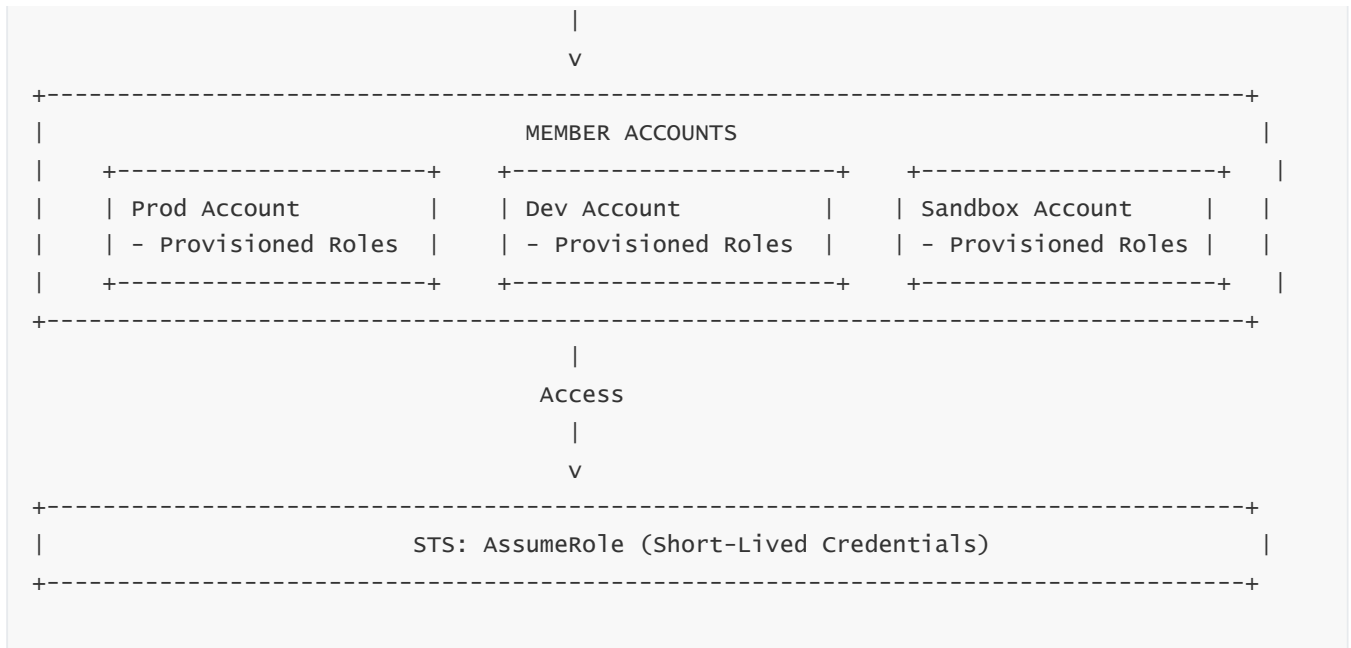 |
v
+-------------------------------------------------------------------------------------+
| MEMBER ACCOUNTS |
| +----------------------+ +-----------------------+ +---------------------+ |
| | Prod Account | | Dev Account | | Sandbox Account | |
| | - Provisioned Roles | | - Provisioned Roles | | - Provisioned Roles | |
| +----------------------+ +-----------------------+ +---------------------+ |
+-------------------------------------------------------------------------------------+
|
Access
|
v
+-------------------------------------------------------------------------------------+
| STS: AssumeRole (Short-Lived Credentials) |
+-------------------------------------------------------------------------------------+